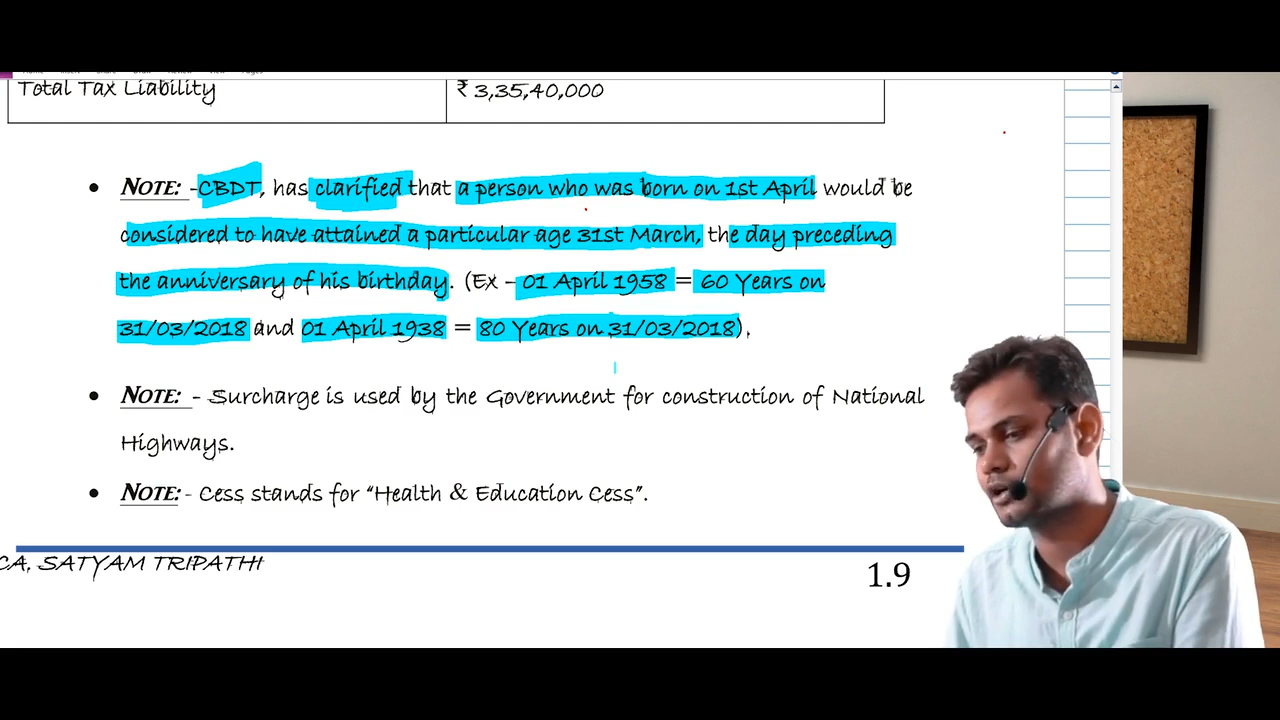 Total Tax Liability ₹ 3,35,40,000
• NOTE: -CBDT, has clarified that a person who was born on 1st April would be
considered to have attained a particular age 31st March, the day preceding
the anniversary of his birthday. (Ex – 01 April 1958 = 60 Years on
31/03/2018 and 01 April 1938 = 80 Years on 31/03/2018).
• NOTE: - Surcharge is used by the Government for construction of National
Highways.
• NOTE: - Cess stands for “Health & Education Cess”.
CA. SATYAM TRIPATHI
1.9